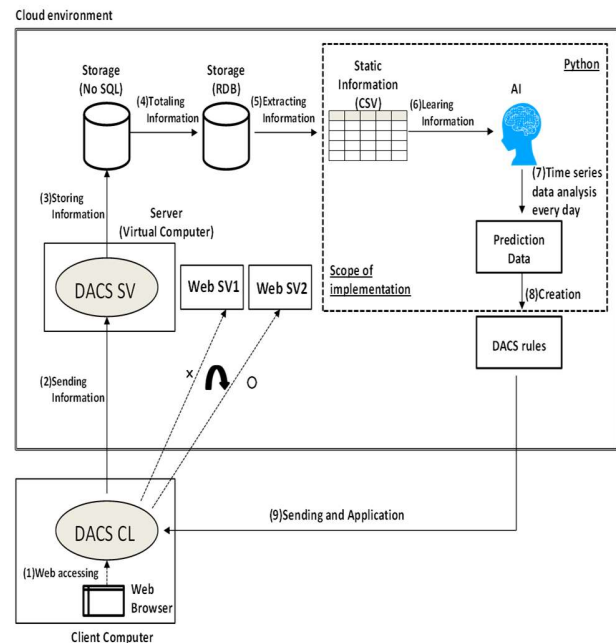 Cloud environment
Storage
(No SQL)
(4)Totaling
Information
Storage
(RDB)
(5)Extracting
Information
Static
Information
(CSV)
(6)Learing
Information
Python
AI
(7)Time series
data analysis
every day
Prediction
Data
(8)Creation
Scope of
implementation
DACS rules
(3)Storing
Information
Server
(Virtual Computer)
DACS SV
Web SV1
Web SV2
x
O
(2)Sending
Information
(9)Sending and Application
DACS CL
(1)Web accessing
Web
Browser
Client Computer